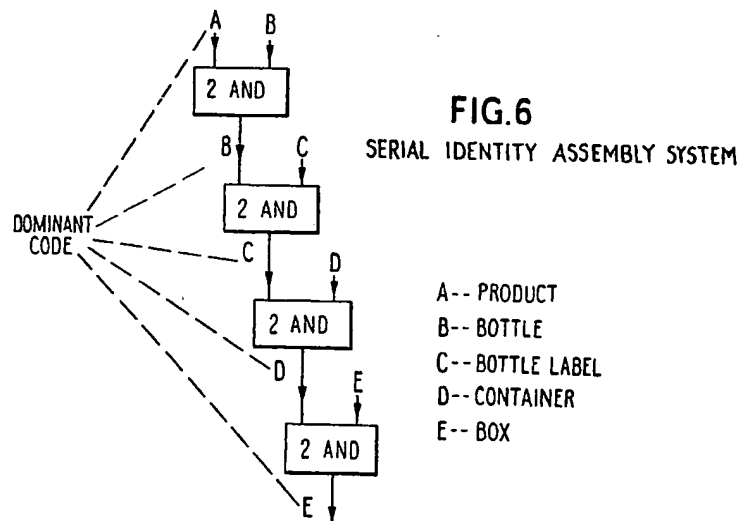 A B
2 AND
FIG.6
SERIAL IDENTITY ASSEMBLY SYSTEM
B C
2 AND
DOMINANT
CODE
C
D
2 AND
A-- PRODUCT
B-- BOTTLE
C-- BOTTLE LABEL
D-- CONTAINER
E-- BOX
D
E
2 AND
E